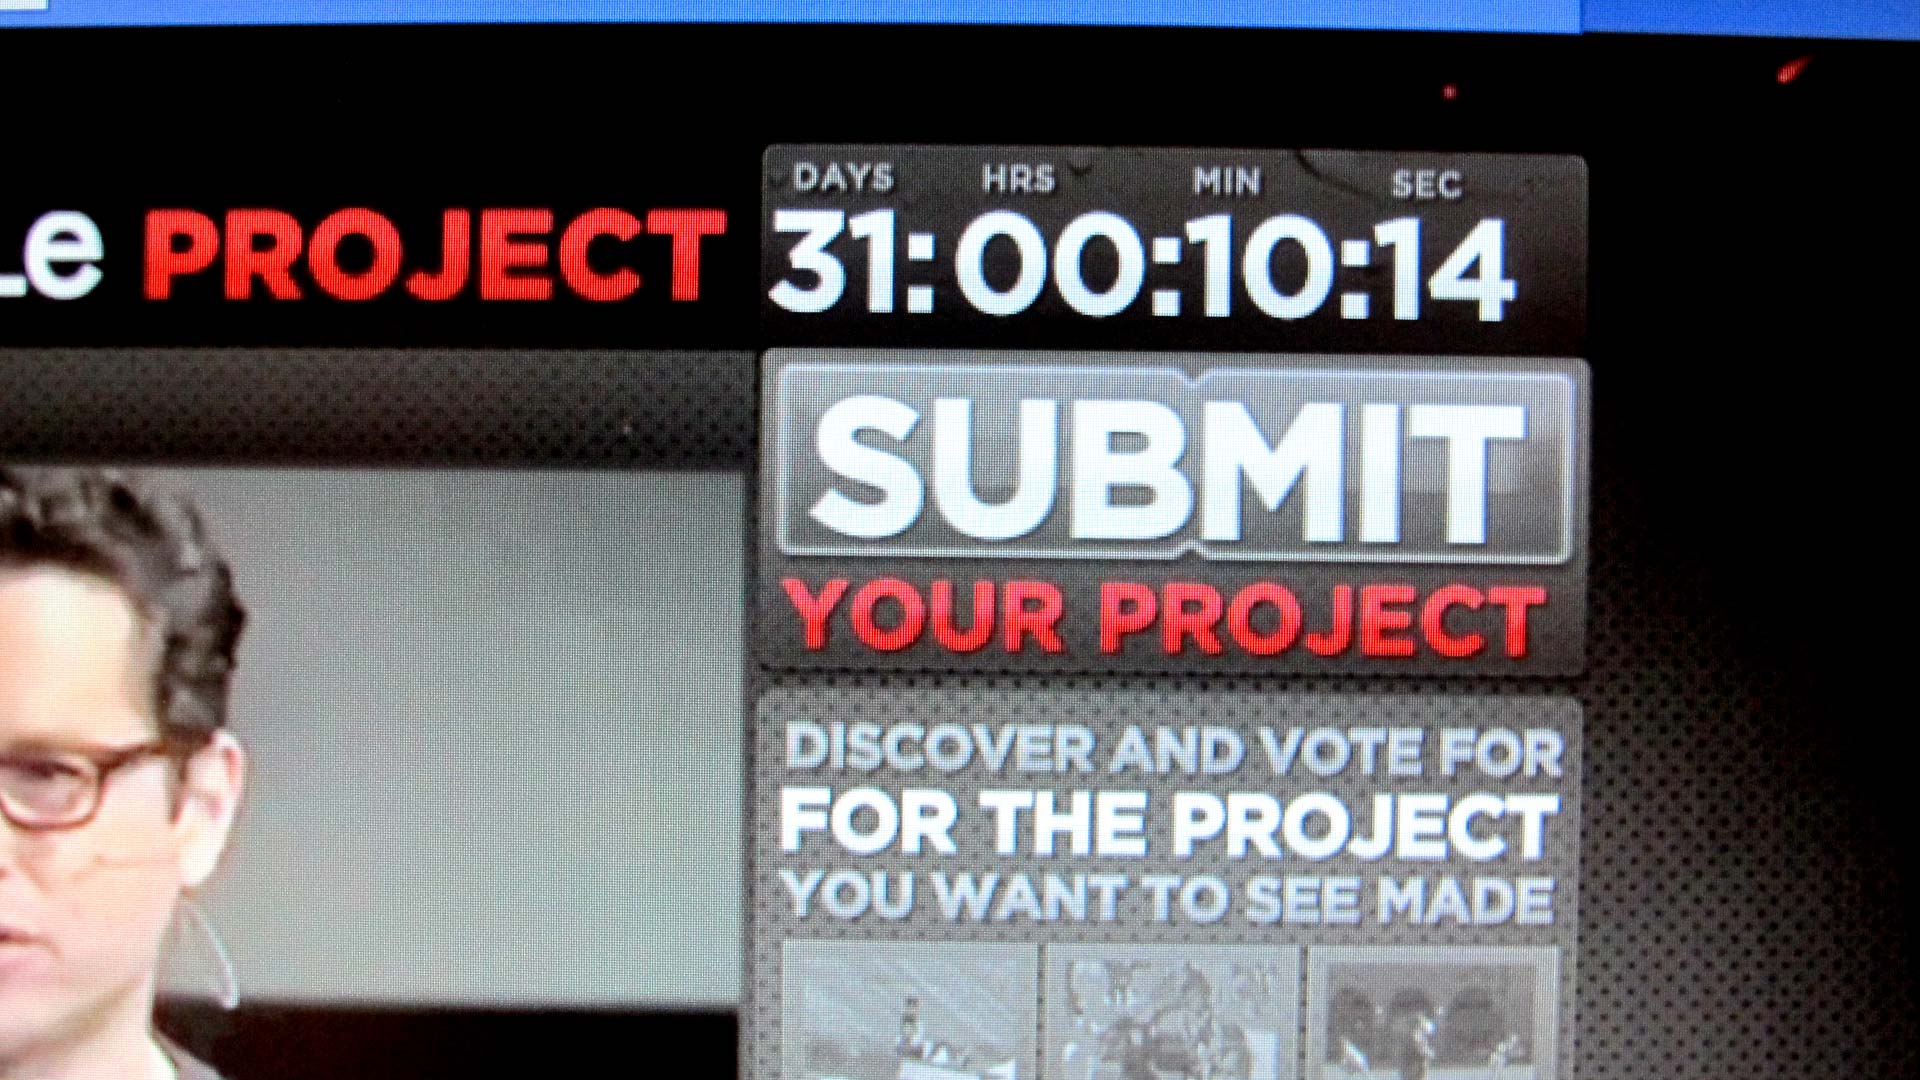 Le PROJECT
DAYS HRS MIN SEC
31:00:10:14
SUBMIT
YOUR PROJECT
DISCOVER AND VOTE FOR
FOR THE PROJECT
YOU WANT TO SEE MADE